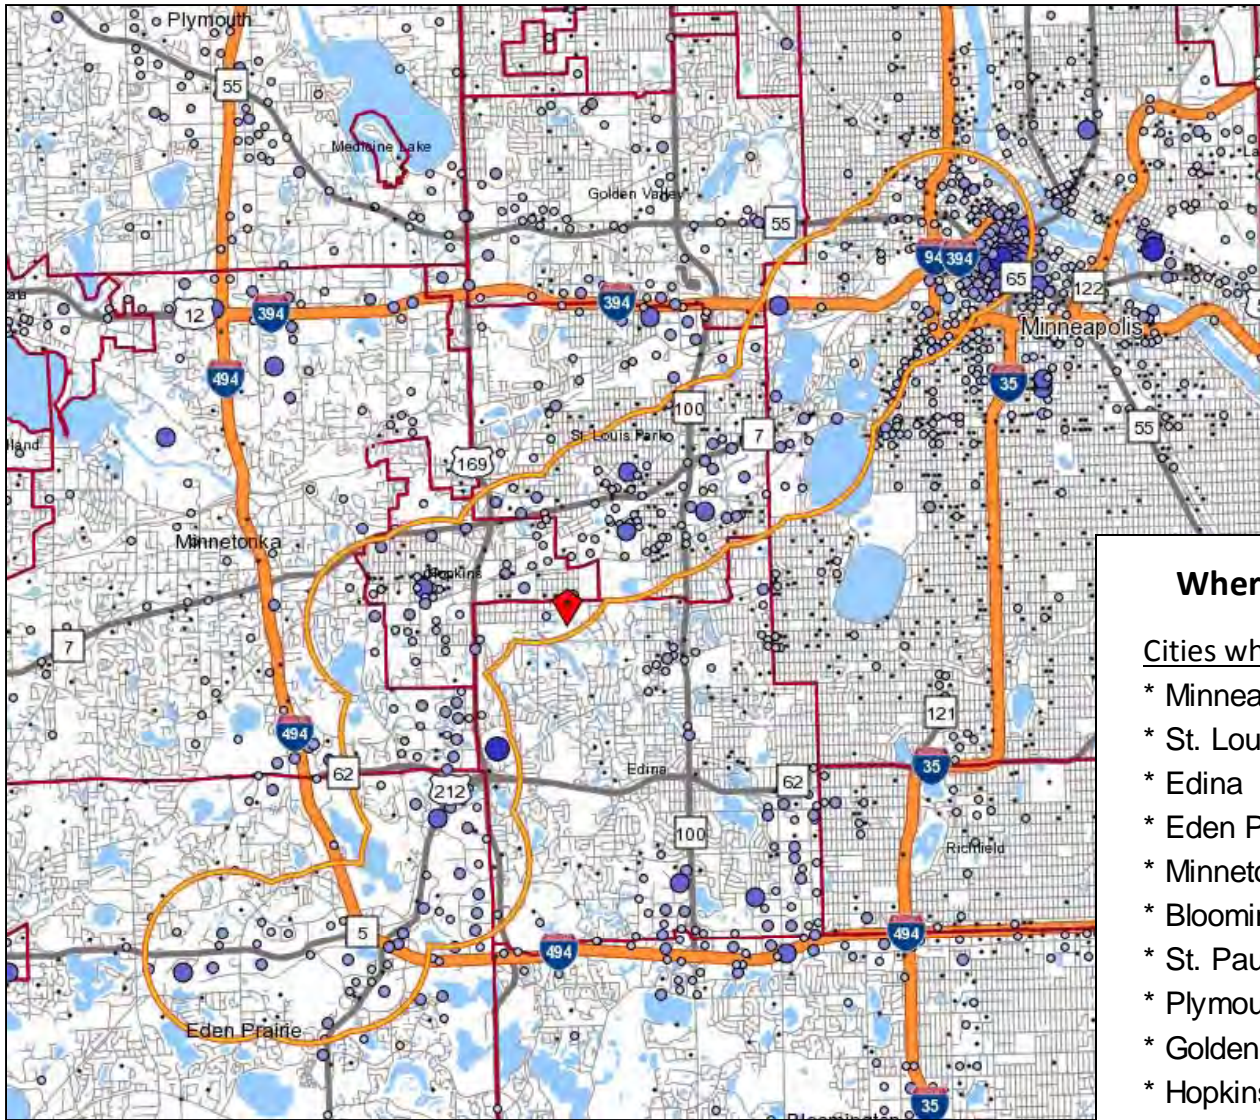 Plymouth
55
Medicine Lake
Golden Valley
55
94
394
65
122
12
394
394
Minneapolis
494
35
100
7
55
St. Louis Park
169
Minnetonka
Hopkins
7
Wher
Cities wh
* Minnea
* St. Lou
* Edina
* Eden P
* Minneto
* Bloomin
* St. Pau
* Plymou
* Golden
* Hopkins
121
494
35
62
Edina
62
212
100
Richfield
5
494
494
Eden Prairie
35
Bloomington